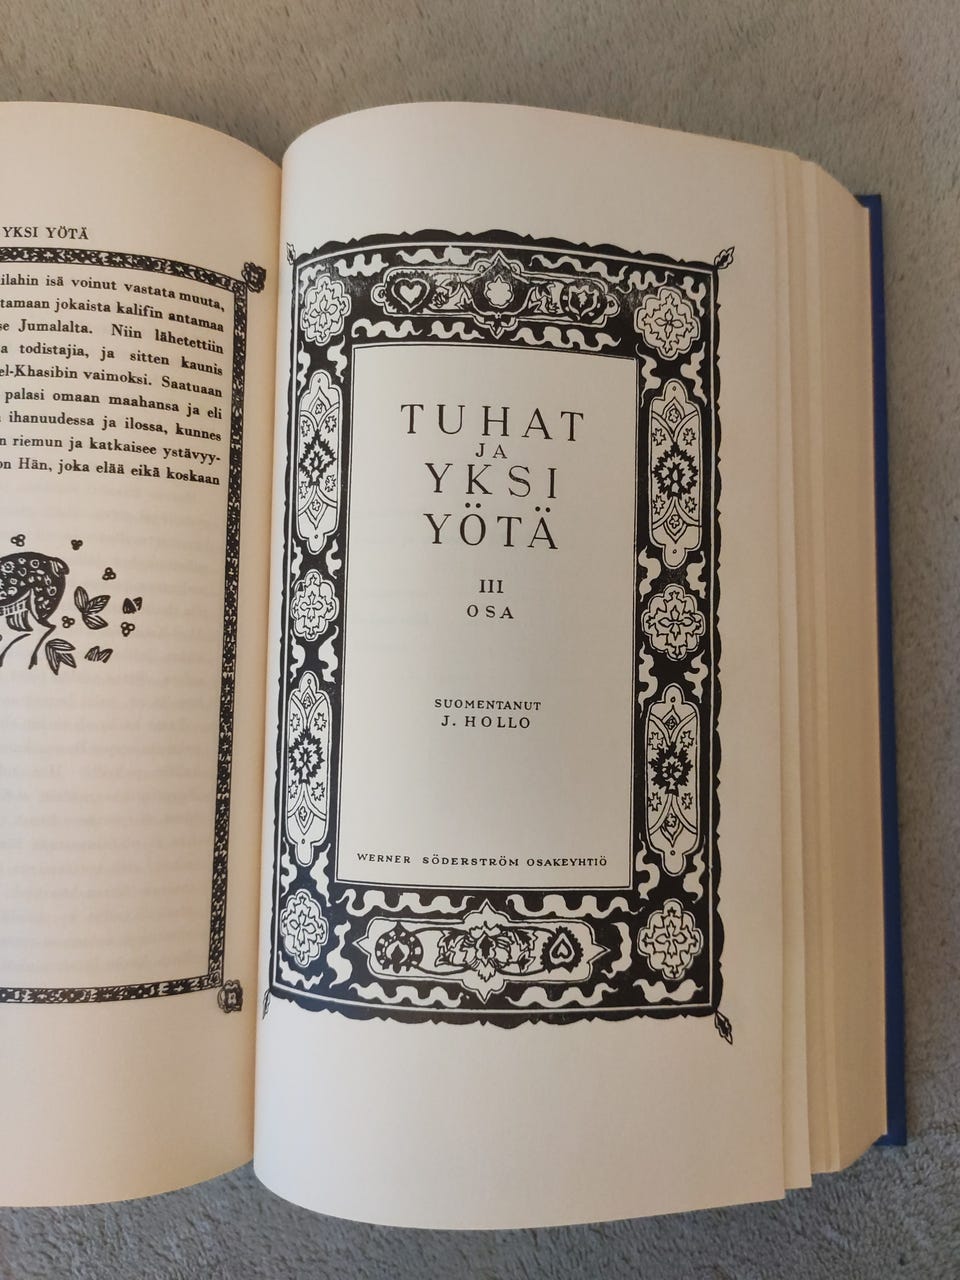 YKSI YÖTÄ
ilahin isä voinut vastata muuta,
tamaan jokaista kalifin antamaa
se Jumalalta. Niin lähetettiin
a todistajia, ja sitten kaunis
el-Khasibin vaimoksi. Saatuaan
palasi omaan maahansa ja eli
ihanuudessa ja ilossa, kunnes
n riemun ja katkaisee ystävyy-
on Hän, joka elää eikä koskaan
TUHAT
JA
YKSI
YÖTÄ
III
OSA
SUOMENTANUT
J. HOLLO
WERNER SÖDERSTRÖM OSAKEYHTIÖ